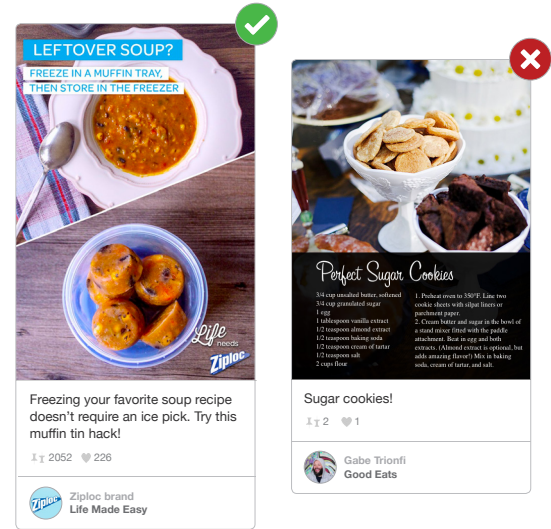 LEFTOVER SOUP?
FREEZE IN A MUFFIN TRAY,
THEN STORE IN THE FREEZER
Life
needs
Ziploc
Freezing your favorite soup recipe
doesn't require an ice pick. Try this
muffin tin hack!
2052 226
Ziploc
Ziploc brand
Life Made Easy
Perfect Sugar Cookies
3/4 cup unsalted butter, softened
3/4 cup granulated sugar
1 egg
1 tablespoon vanilla extract
1/2 teaspoon almond extract
1/2 teaspoon baking soda
1/2 teaspoon cream of tartar
1/2 teaspoon salt
2 cups flour
1. Preheat oven to 350°F. Line two
cookie sheets with silpat liners or
parchment paper.
2. Cream butter and sugar in the bowl of
a stand mixer fitted with the paddle
attachment. Beat in egg and both
extracts. (Almond extract is optional, but
adds amazing flavor!) Mix in baking
soda, cream of tartar, and salt.
Sugar cookies!
2 1
Gabe Trionfi
Good Eats